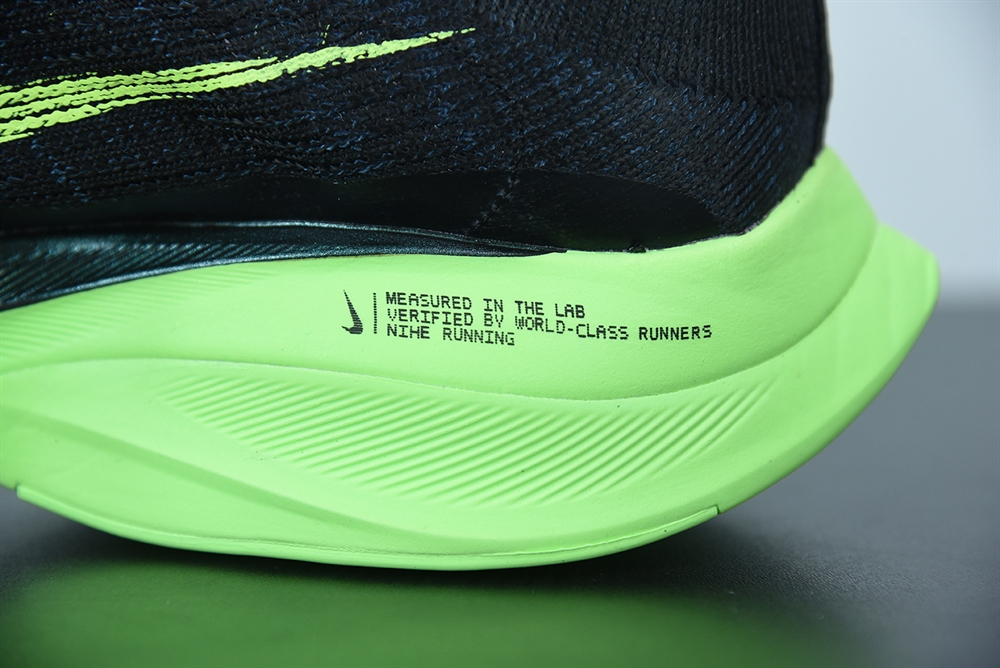 MEASURED IN THE LAB
VERIFIED BY WORLD-CLASS RUNNERS
NIHE RUNNING